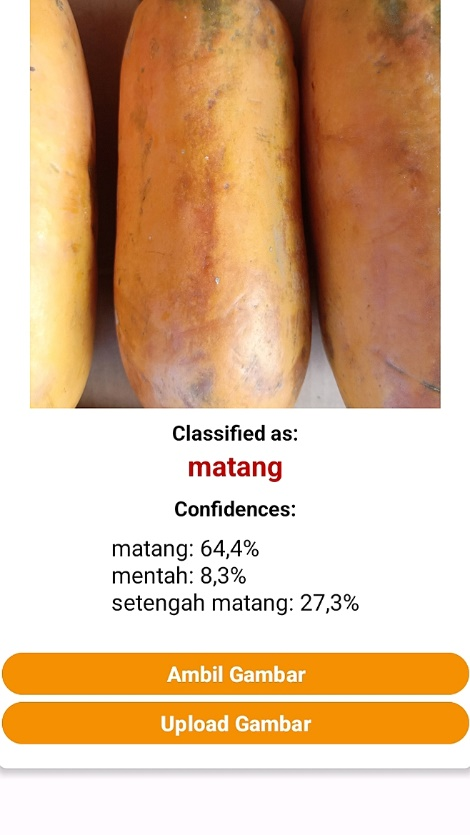 Classified as:
matang
Confidences:
matang: 64,4%
mentah: 8,3%
setengah matang: 27,3%
Ambil Gambar
Upload Gambar